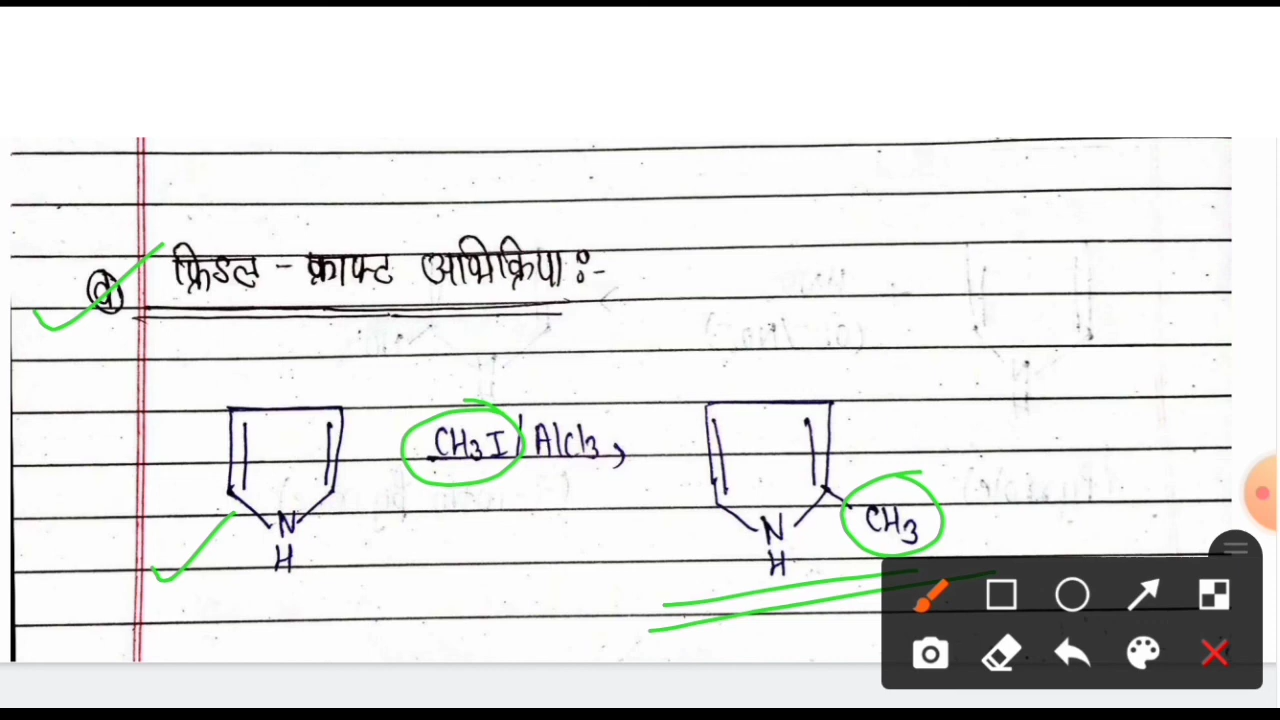 (व) फ्रिडल - क्राफ्ट अभिक्रिया :-
CH3I / AlCl3
N
H
N
H
CH3